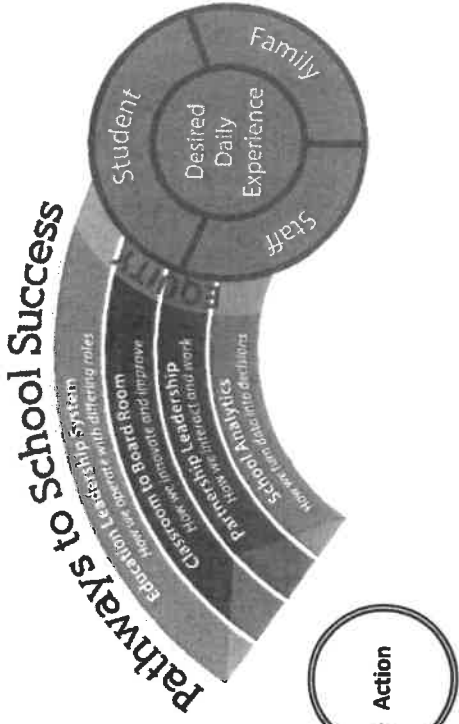 Pathways to School Success
Education Leadership System
How we operate with differing roles
Classroom to Board Room
How we innovate and improve
Partnership Leadership
How we interact and work
School Analytics
How we turn data into decisions
EQUITY
Student
Family
Staff
Desired
Daily
Experience
Action